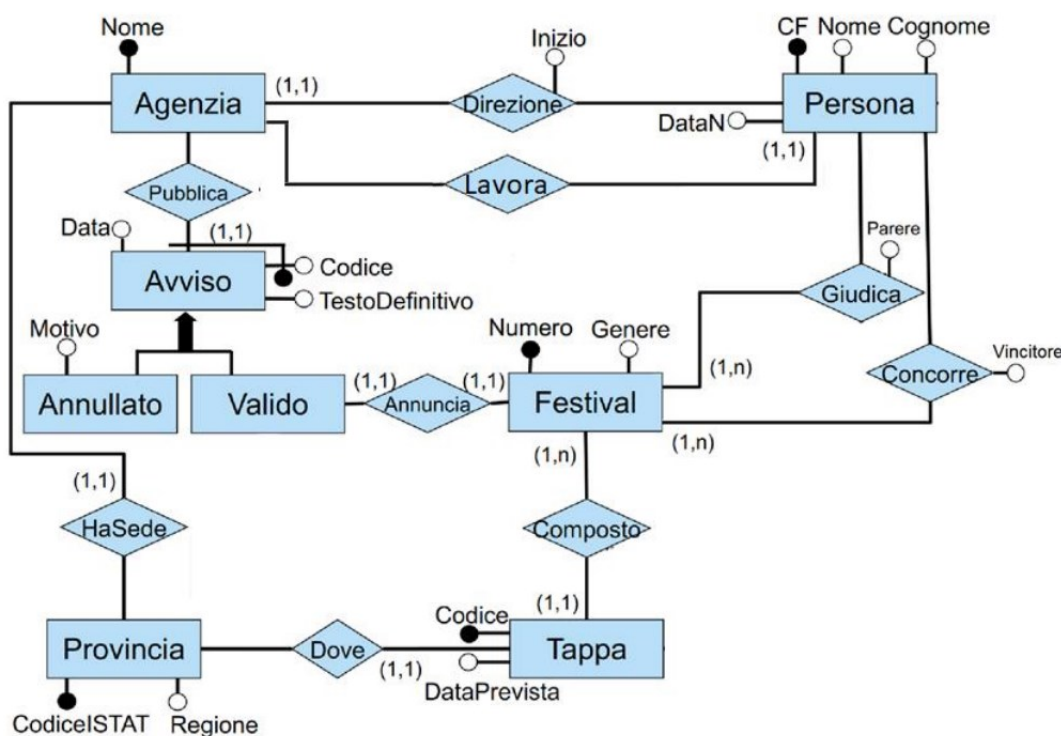 Nome
Inizio
CF Nome Cognome
Agenzia
(1,1)
Direzione
Persona
DataN
(1,1)
Lavora
Pubblica
Data
(1,1)
Avviso
Codice
TestoDefinitivo
Parere
Giudica
Motivo
Numero
Genere
Vincitore
Concorre
Annullato
Valido
(1,1)
Annuncia
(1,1)
Festival
(1,n)
(1,n)
(1,n)
(1,1)
HaSede
Composto
Codice
(1,1)
Provincia
Dove
(1,1)
Tappa
DataPrevista
CodiceISTAT
Regione